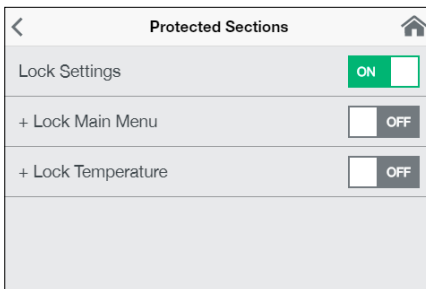 Protected Sections
Lock Settings ON
+ Lock Main Menu OFF
+ Lock Temperature OFF